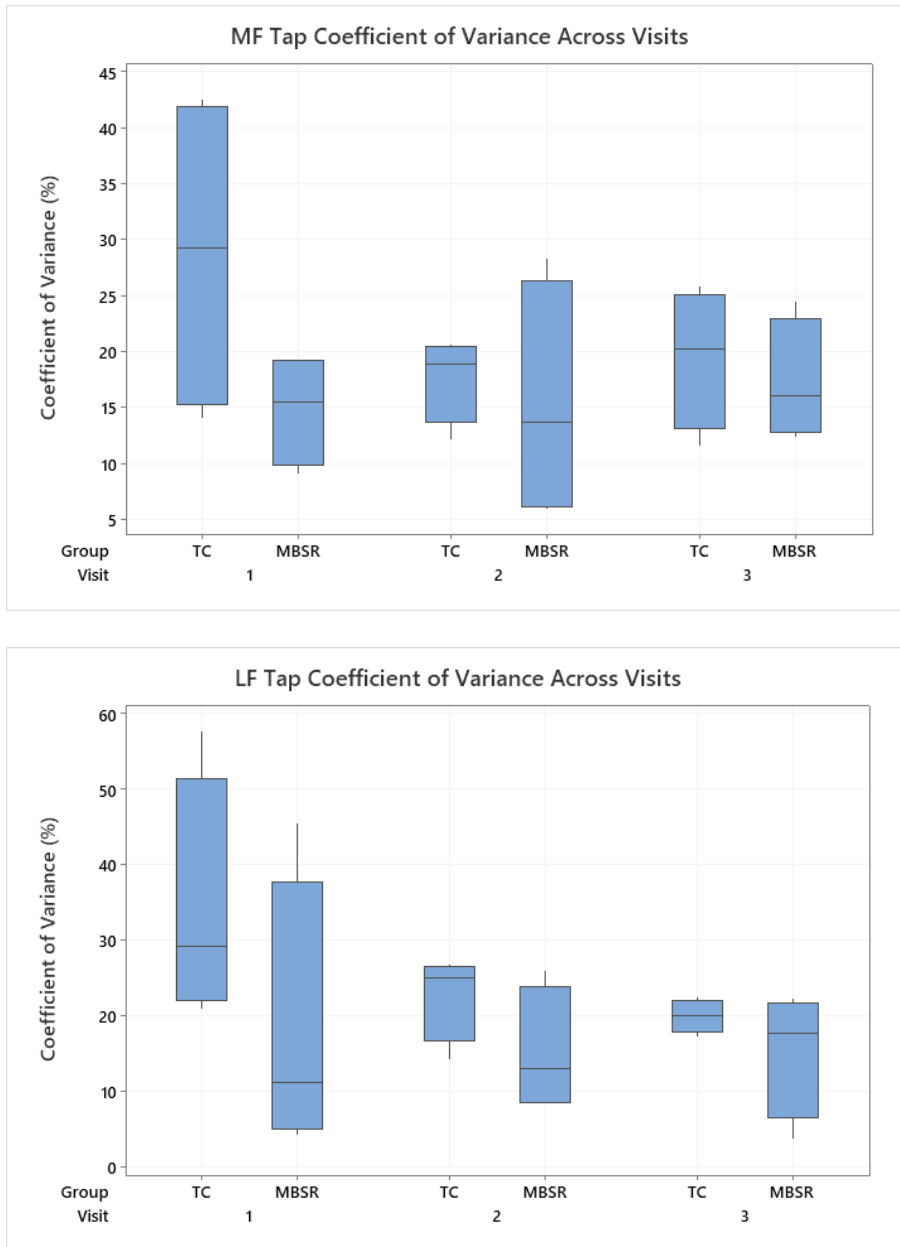 MF Tap Coefficient of Variance Across Visits
45
40
35
30
25
20
15
10
5
Coefficient of Variance (%)
Group TC MBSR TC MBSR TC MBSR
Visit 1 2 3
LF Tap Coefficient of Variance Across Visits
60
50
40
30
20
10
0
Coefficient of Variance (%)
Group TC MBSR TC MBSR TC MBSR
Visit 1 2 3